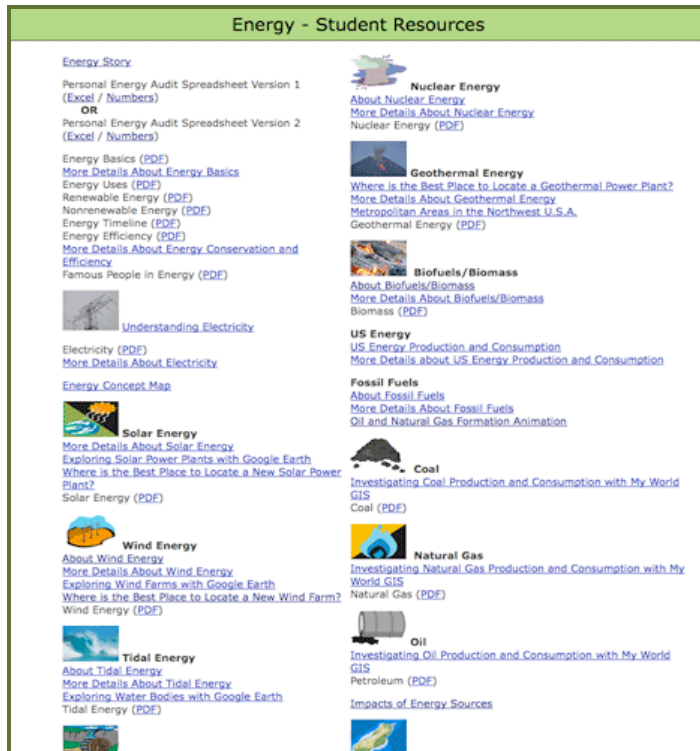 Energy - Student Resources
Energy Story
Personal Energy Audit Spreadsheet Version 1
(Excel / Numbers)
OR
Personal Energy Audit Spreadsheet Version 2
(Excel / Numbers)
Energy Basics (PDF)
More Details About Energy Basics
Energy Uses (PDF)
Renewable Energy (PDF)
Nonrenewable Energy (PDF)
Energy Timeline (PDF)
Energy Efficiency (PDF)
More Details About Energy Conservation and
Efficiency
Famous People in Energy (PDF)
Understanding Electricity
Electricity (PDF)
More Details About Electricity
Energy Concept Map
Solar Energy
More Details About Solar Energy
Exploring Solar Power Plants with Google Earth
Where is the Best Place to Locate a New Solar Power
Plant?
Solar Energy (PDF)
Wind Energy
About Wind Energy
More Details About Wind Energy
Exploring Wind Farms with Google Earth
Where is the Best Place to Locate a New Wind Farm?
Wind Energy (PDF)
Tidal Energy
About Tidal Energy
More Details About Tidal Energy
Exploring Water Bodies with Google Earth
Tidal Energy (PDF)
Nuclear Energy
About Nuclear Energy
More Details About Nuclear Energy
Nuclear Energy (PDF)
Geothermal Energy
Where is the Best Place to Locate a Geothermal Power Plant?
More Details About Geothermal Energy
Metropolitan Areas in the Northwest U.S.A.
Geothermal Energy (PDF)
Biofuels/Biomass
About Biofuels/Biomass
More Details About Biofuels/Biomass
Biomass (PDF)
US Energy
US Energy Production and Consumption
More Details about US Energy Production and Consumption
Fossil Fuels
About Fossil Fuels
More Details About Fossil Fuels
Oil and Natural Gas Formation Animation
Coal
Investigating Coal Production and Consumption with My World
GIS
Coal (PDF)
Natural Gas
Investigating Natural Gas Production and Consumption with My
World GIS
Natural Gas (PDF)
Oil
Investigating Oil Production and Consumption with My World
GIS
Petroleum (PDF)
Impacts of Energy Sources